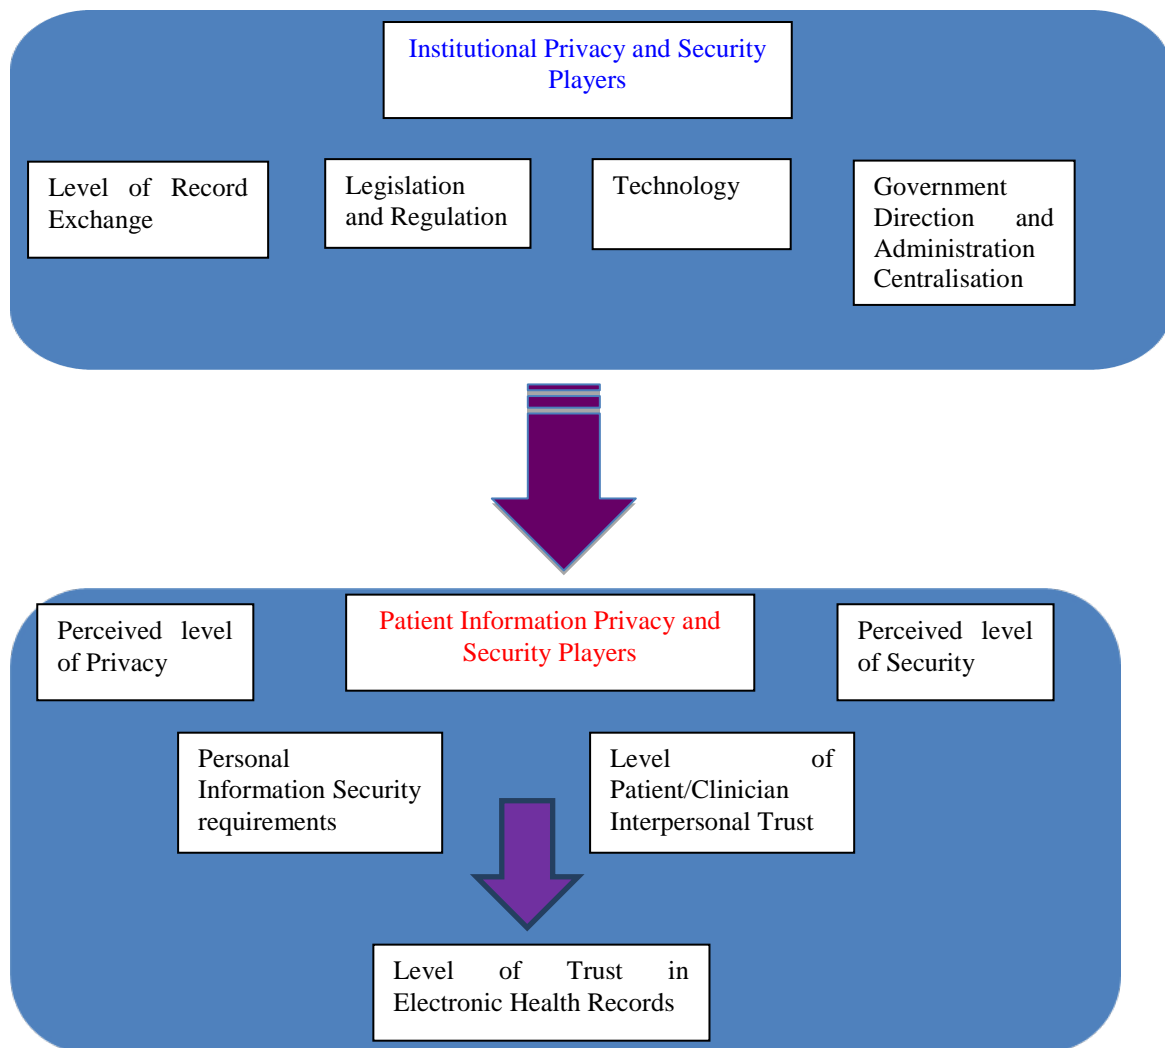 Institutional Privacy and Security
Players
Level of Record
Exchange
Legislation
and Regulation
Technology
Government
Direction and
Administration
Centralisation
Perceived level
of Privacy
Patient Information Privacy and
Security Players
Perceived level
of Security
Personal
Information Security
requirements
Level of
Patient/Clinician
Interpersonal Trust
Level of Trust in
Electronic Health Records